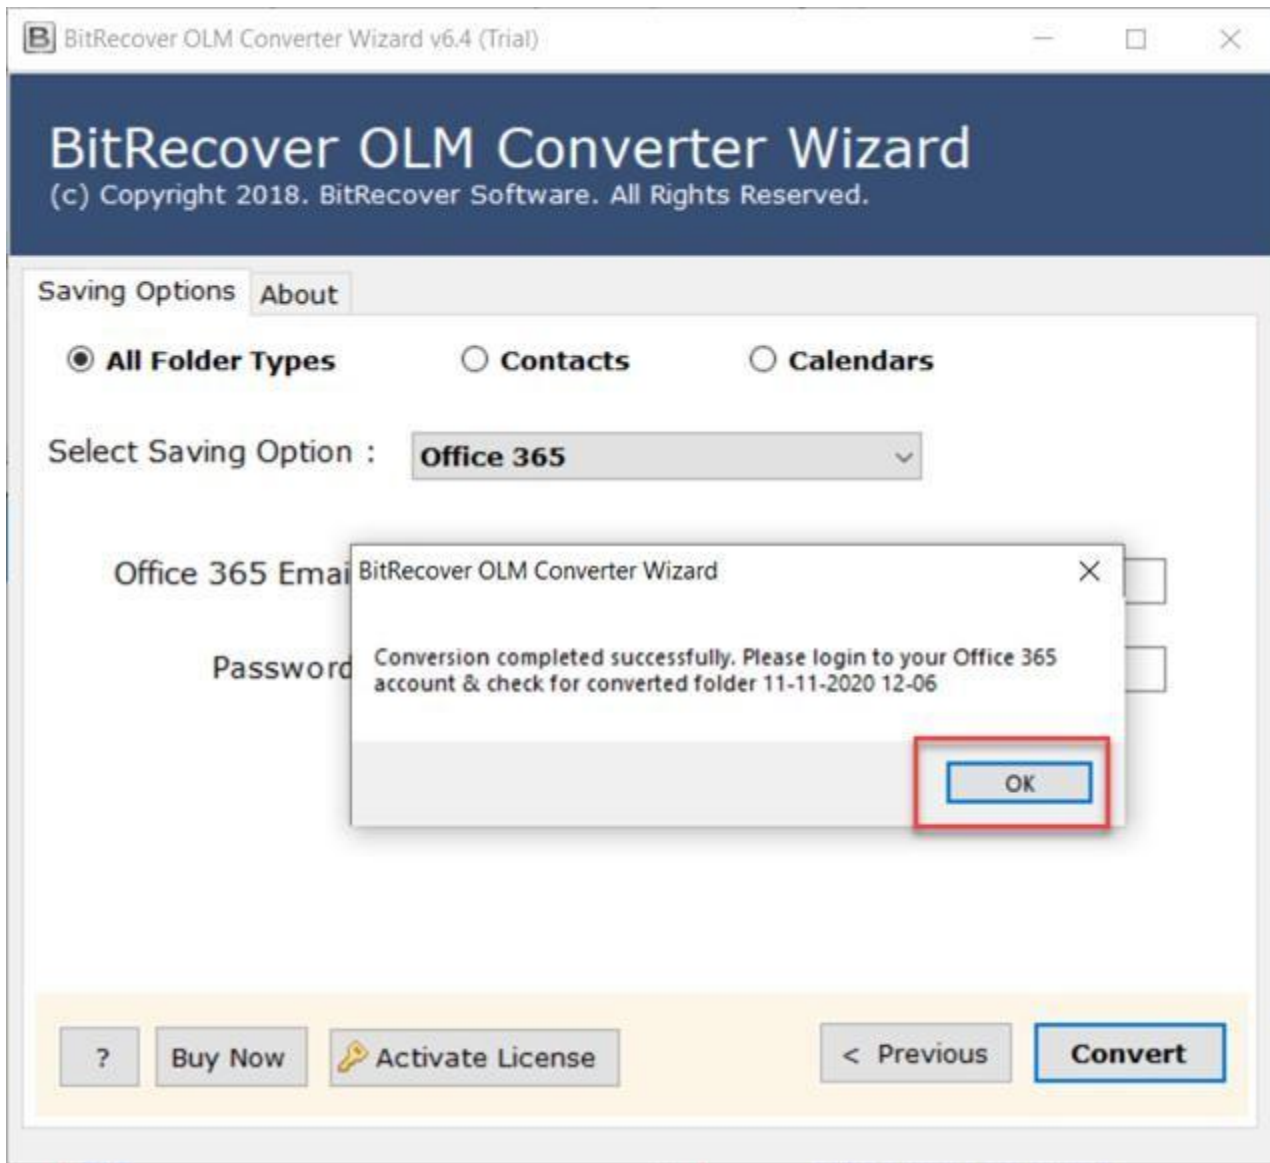 BitRecover OLM Converter Wizard v6.4 (Trial)
BitRecover OLM Converter Wizard
(c) Copyright 2018. BitRecover Software. All Rights Reserved.
Saving Options About
All Folder Types Contacts Calendars
Select Saving Option :
Office 365
Office 365 Emai
BitRecover OLM Converter Wizard
Password
Conversion completed successfully. Please login to your Office 365
account & check for converted folder 11-11-2020 12-06
OK
? Buy Now Activate License < Previous Convert